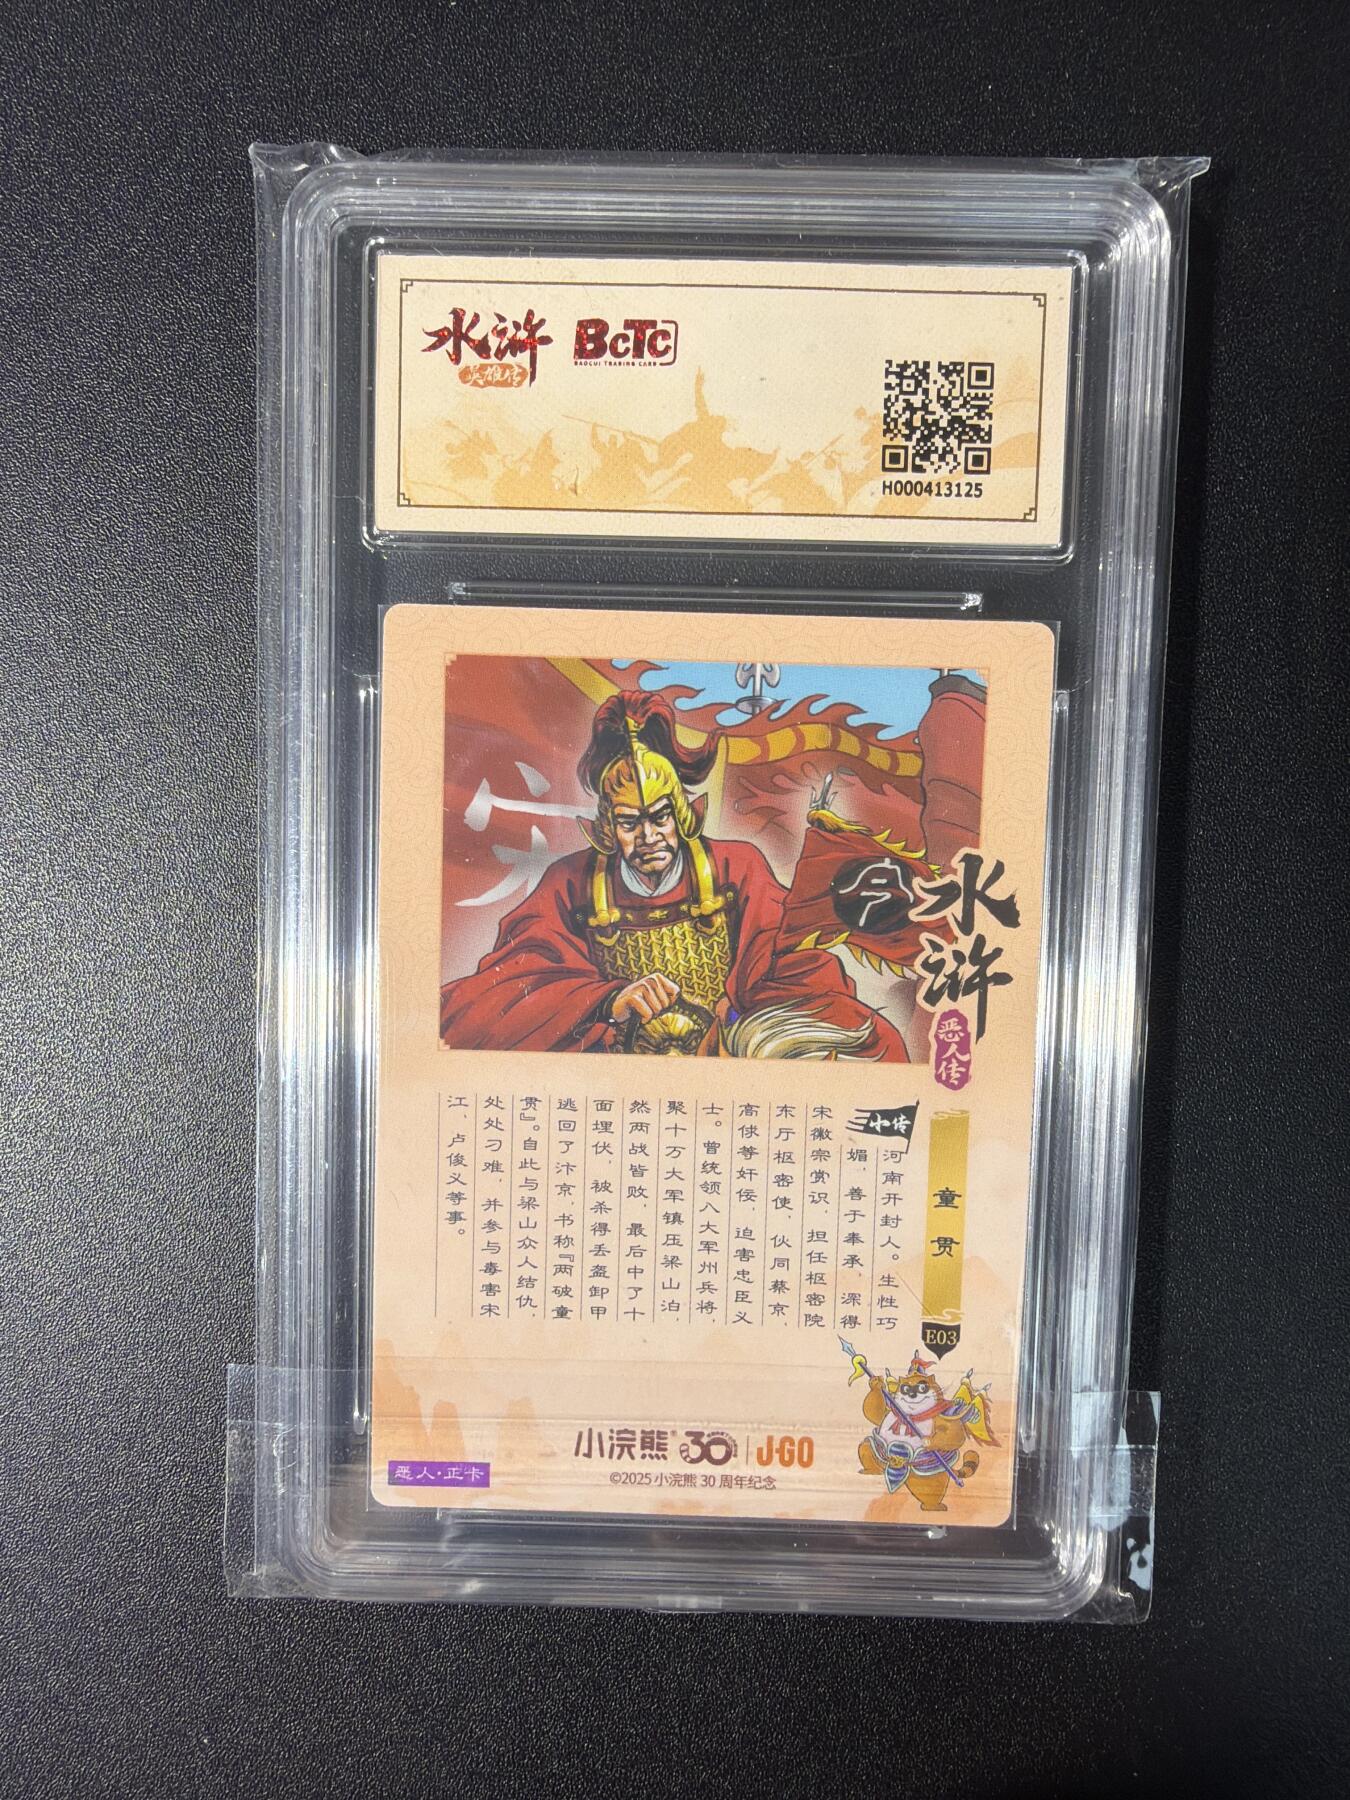 水浒
英雄传
BCTC
BAOCUI TRADING CARD
H000413125
宋
令
水浒
恶人传
童贯
E03
小传
河南开封人。生性巧
媚，善于奉承，深得
宋徽宗赏识，担任枢密院
东厅枢密使，伙同蔡京、
高俅等奸佞，迫害忠臣义
士。曾统领八大军州兵将，
聚十万大军镇压梁山泊，
然两战皆败，最后中了十
面埋伏，被杀得丢盔卸甲
逃回了汴京，书称『两破童
贯』。自此与梁山众人结仇，
处处刁难，并参与毒害宋
江、卢俊义等事。
小浣熊 30 J·GO
©2025 小浣熊 30 周年纪念
恶人·正卡